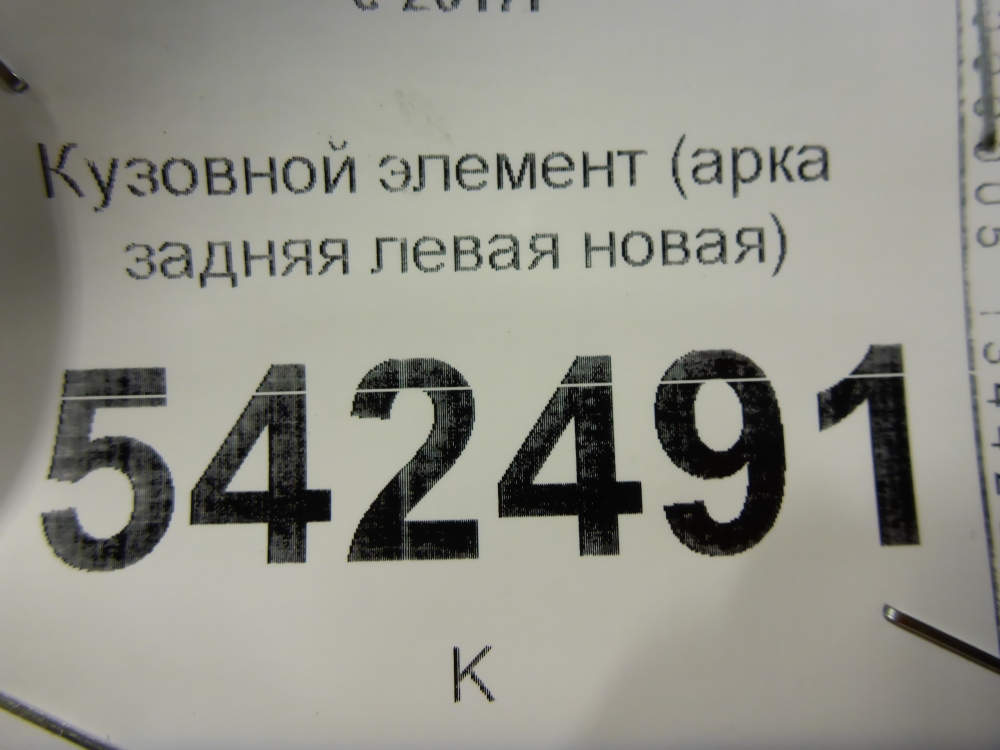 Кузовной элемент (арка
задняя левая новая)
542491
К